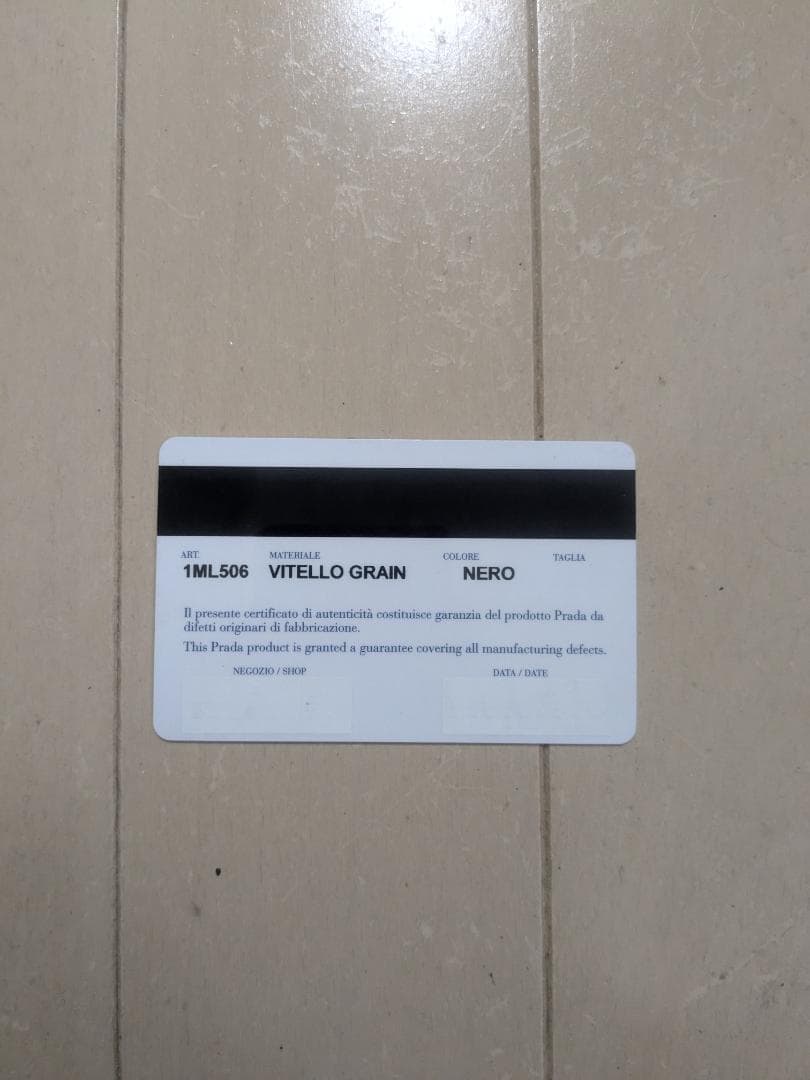 ART. MATERIALE COLORE TAGLIA
1ML506 VITELLO GRAIN NERO
Il presente certificato di autenticità costituisce garanzia del prodotto Prada da
difetti originari di fabbricazione.
This Prada product is granted a guarantee covering all manufacturing defects.
NEGOZIO / SHOP DATA / DATE